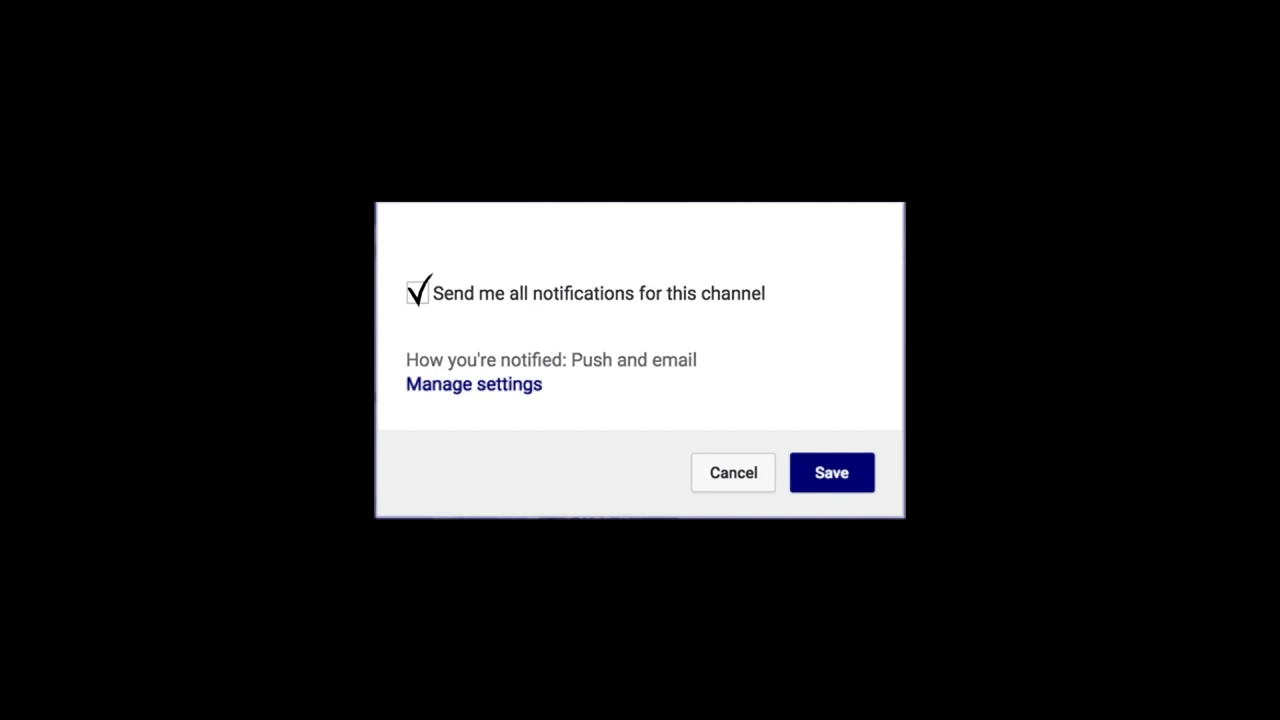 Send me all notifications for this channel
How you're notified: Push and email
Manage settings
Cancel
Save